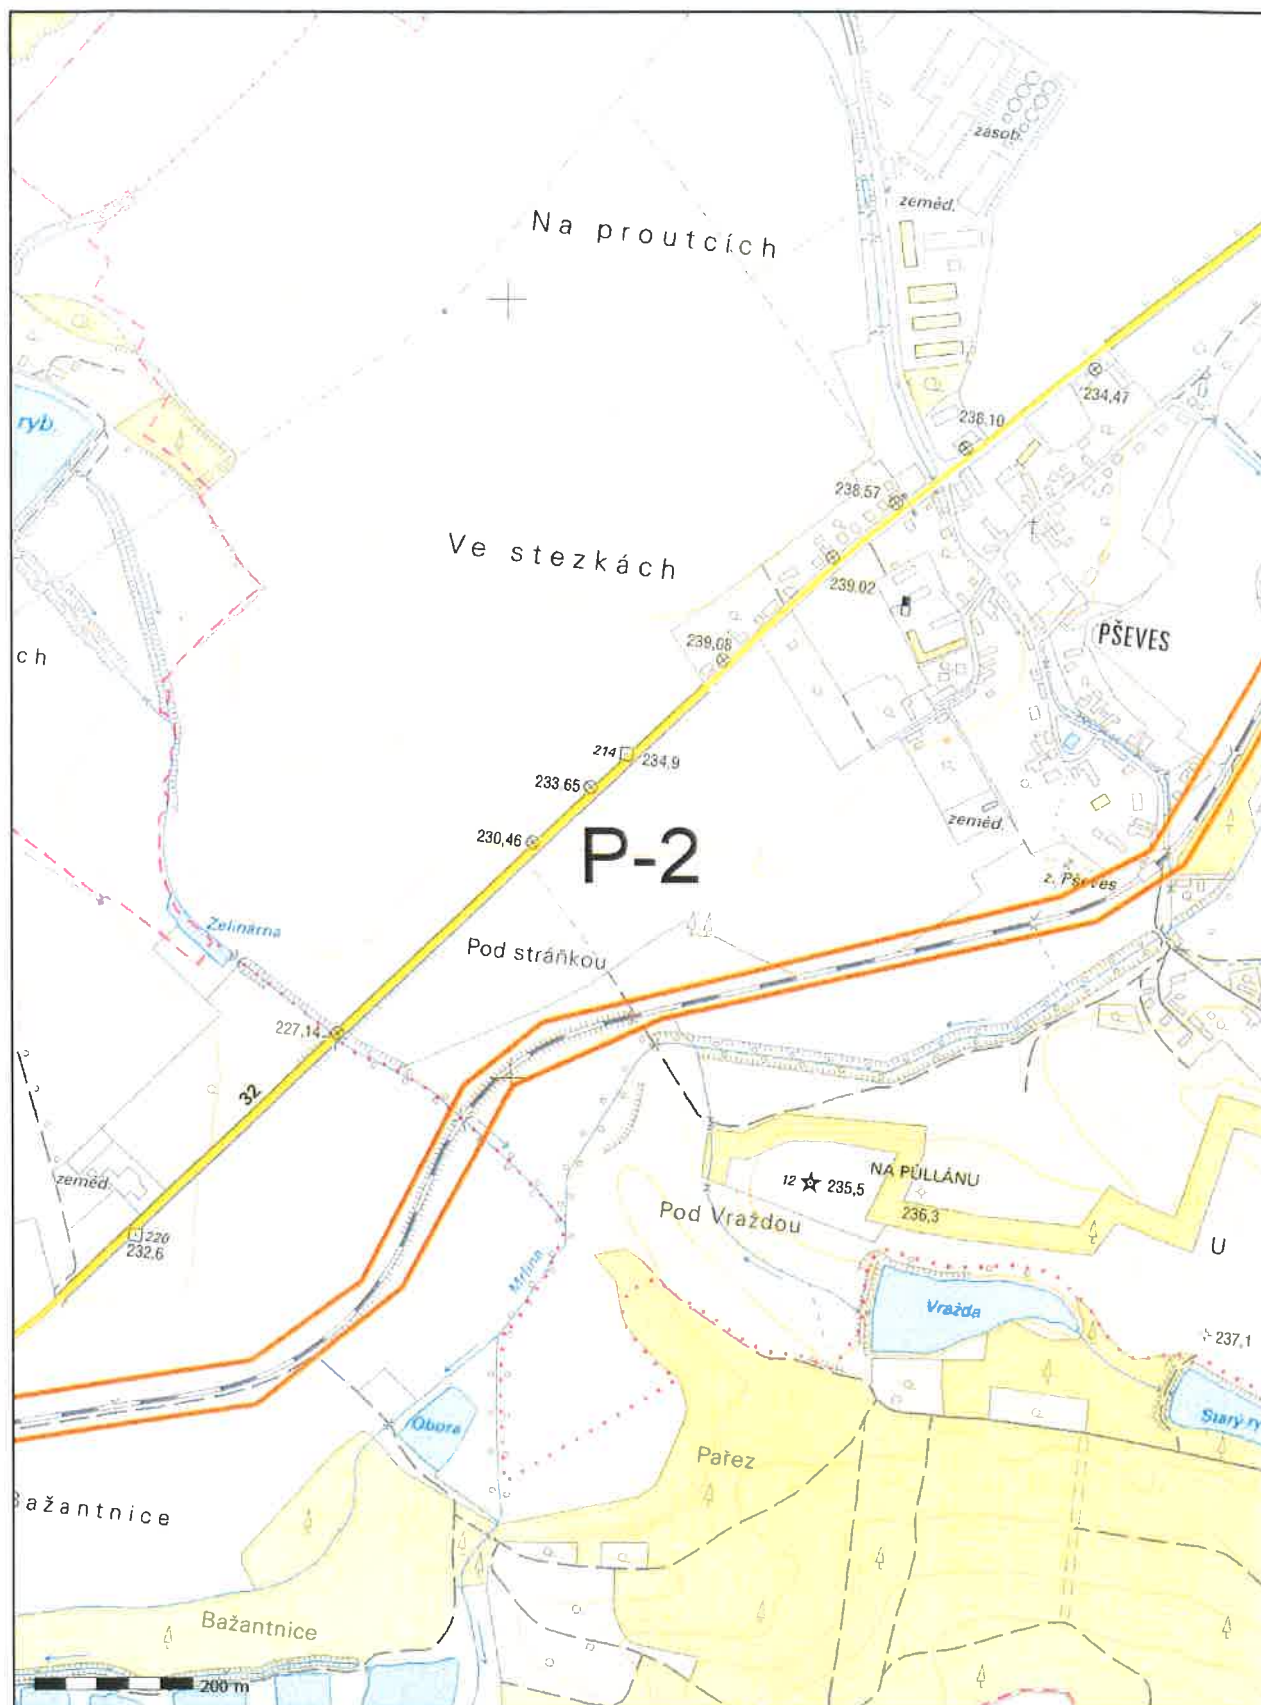 zásob.
zeměd.
Na proutcích
234,47
ryb.
238,10
238,57
Ve stezkách
239,02
PŠEVES
ch
239,08
214
234,9
233,65
zeměd.
230,46
P-2
z. Pševes
Zelinárna
Pod stráňkou
227,14
32
NA PŮLLÁNU
zeměd.
12
235,5
Pod Vraždou
236,3
220
232,6
U
Mrlina
Vražda
237,1
Obora
Starý ry
Pařez
Bažantnice
Bažantnice
200 m